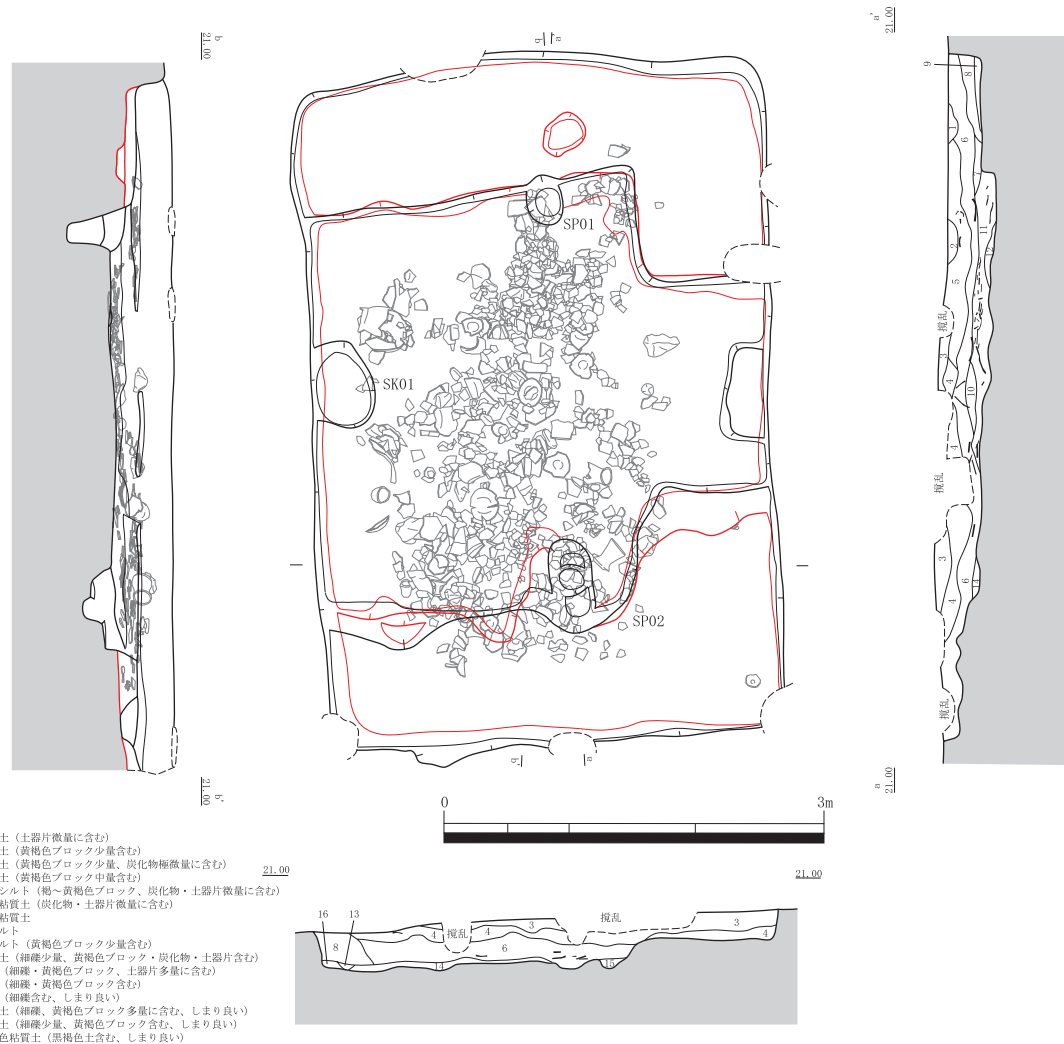 21.00
b
b a'
a'
21.00
9
8
1
6
SP01
11
2
12
5
攪乱
SK01
3
4
10
4
攪乱
3
6
14
4
SP02
攪乱
b' a
21.00
b'
a
21.00
0 3m
土（土器片微量に含む）
土（黄褐色ブロック少量含む）
土（黄褐色ブロック少量、炭化物極微量に含む）
土（黄褐色ブロック中量含む）
シルト（褐～黄褐色ブロック、炭化物・土器片微量に含む）
粘質土（炭化物・土器片微量に含む）
粘質土
ルト
ルト（黄褐色ブロック少量含む）
土（細礫少量、黄褐色ブロック・炭化物・土器片含む）
（細礫・黄褐色ブロック、土器片多量に含む）
（細礫・黄褐色ブロック含む）
（細礫含む、しまり良い）
土（細礫、黄褐色ブロック多量に含む、しまり良い）
土（細礫少量、黄褐色ブロック含む、しまり良い）
色粘質土（黒褐色土含む、しまり良い）
21.00 21.00
16 13 攪乱
4 攪乱 4 3 3
8 6 4
14 15